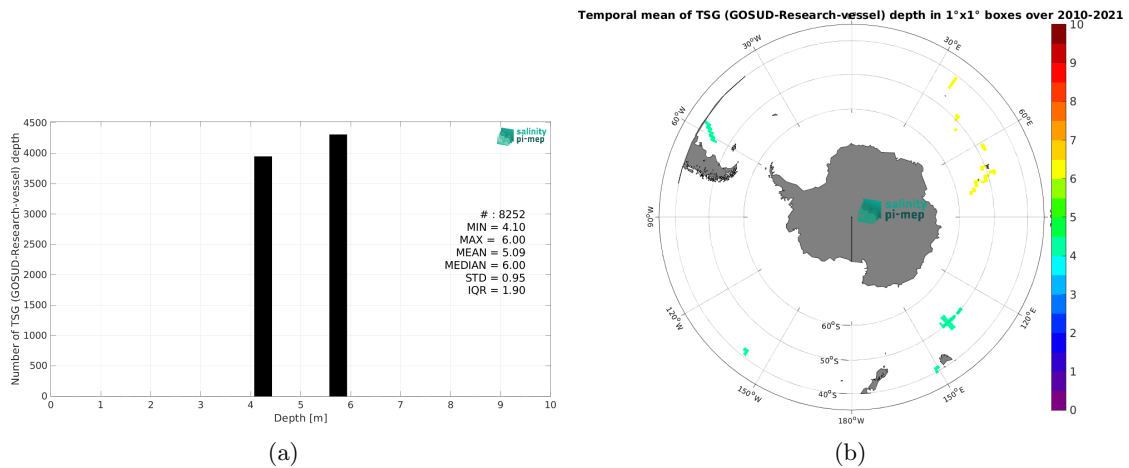 Temporal mean of TSG (GOSUD-Research-vessel) depth in 1°x1° boxes over 2010-2021
Number of TSG (GOSUD-Research-vessel) depth
4500
4000
3500
3000
2500
2000
1500
1000
500
0
0 1 2 3 4 5 6 7 8 9 10
Depth [m]
salinity
pi-mep
# : 8252
MIN = 4.10
MAX = 6.00
MEAN = 5.09
MEDIAN = 6.00
STD = 0.95
IQR = 1.90
(a)
0°
30°W
30°E
60°W
60°E
90°W
120°W
120°E
150°W
150°E
180°W
60°S
50°S
40°S
salinity
pi-mep
10
9
8
7
6
5
4
3
2
1
0
(b)